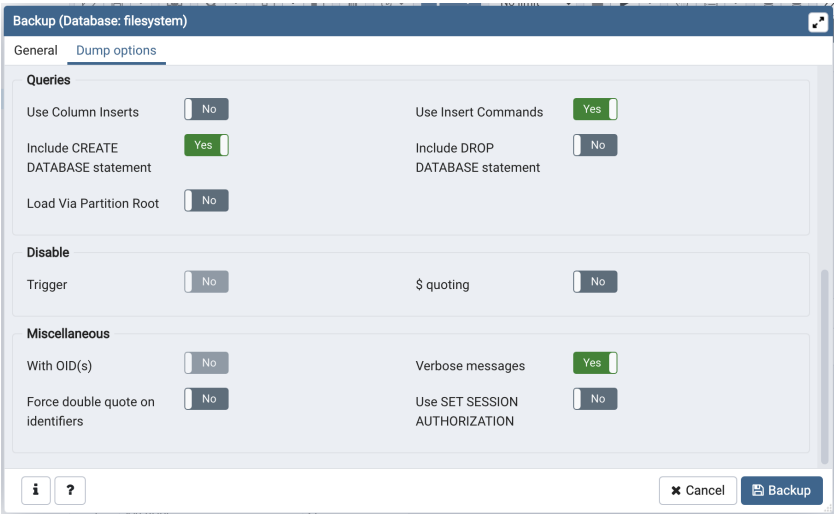 No limit
Backup (Database: filesystem)
General Dump options
Queries
Use Column Inserts No Use Insert Commands Yes
Include CREATE DATABASE statement Yes Include DROP DATABASE statement No
Load Via Partition Root No
Disable
Trigger No $ quoting No
Miscellaneous
With OID(s) No Verbose messages Yes
Force double quote on identifiers No Use SET SESSION AUTHORIZATION No
i ? Cancel Backup